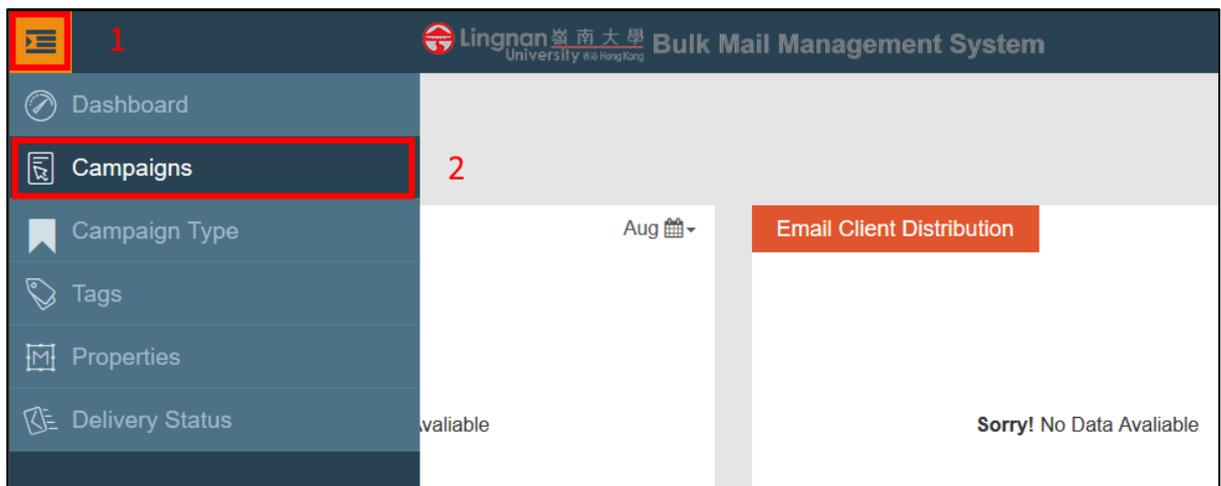 1
Lingnan 嶺南大學 Bulk Mail Management System
University 香港 Hong Kong
Dashboard
Campaigns
2
Campaign Type
Aug
Email Client Distribution
Tags
Properties
Delivery Status
valiable
Sorry! No Data Avaliable